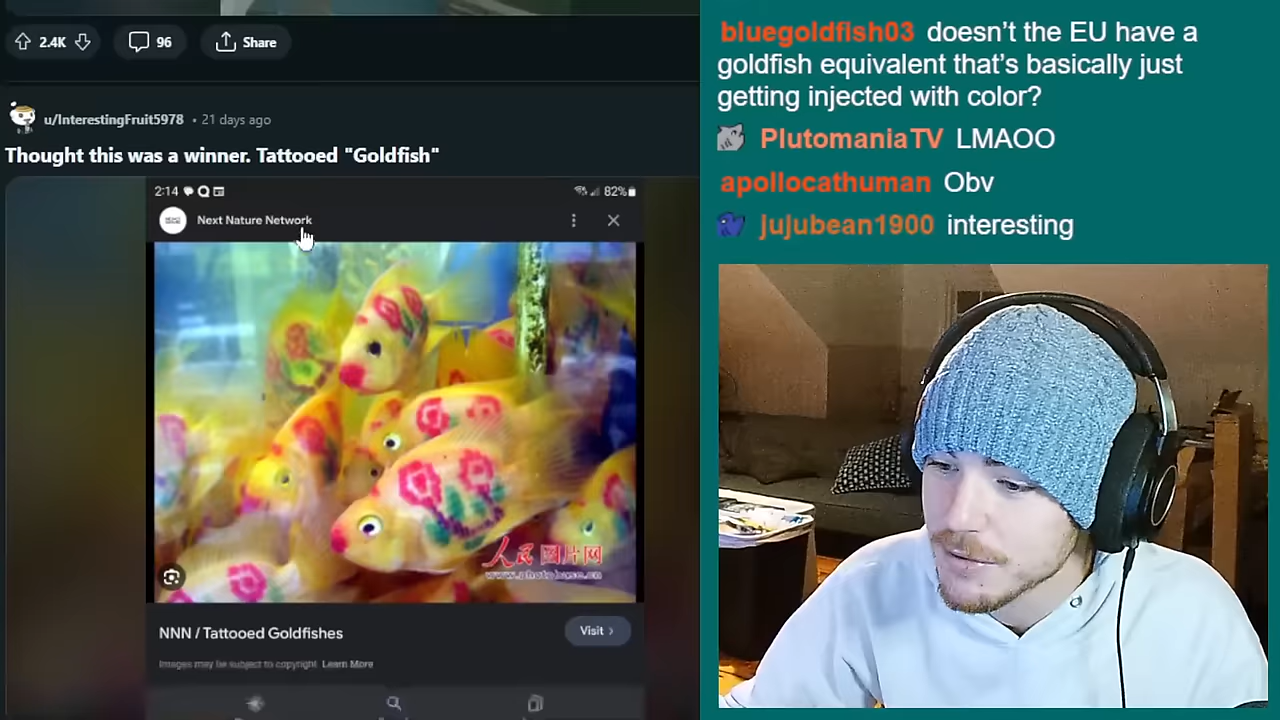 2.4K
96
Share
u/InterestingFruit5978 • 21 days ago
Thought this was a winner. Tattooed "Goldfish"
2:14
82%
Next Nature Network
人民图片网
www.photobase.cn
NNN / Tattooed Goldfishes
Visit ›
Images may be subject to copyright. Learn More
bluegoldfish03 doesn’t the EU have a
goldfish equivalent that’s basically just
getting injected with color?
PlutomaniaTV LMAOO
apollocathuman Obv
jujubean1900 interesting